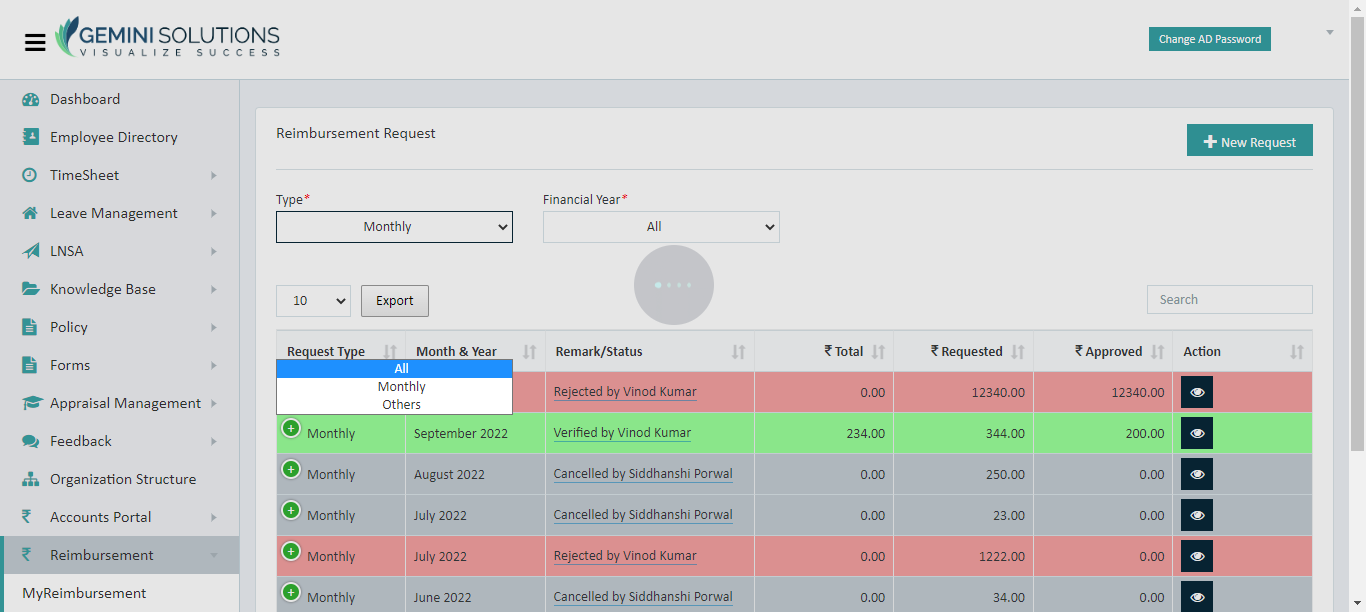 GEMINI SOLUTIONS
VISUALIZE SUCCESS
Change AD Password
Dashboard
Employee Directory
TimeSheet
Leave Management
LNSA
Knowledge Base
Policy
Forms
Appraisal Management
Feedback
Organization Structure
₹ Accounts Portal
₹ Reimbursement
MyReimbursement
Reimbursement Request
New Request
Type* Financial Year*
Monthly All
10 Export Search
Request Type Month & Year Remark/Status ₹ Total ₹ Requested ₹ Approved Action
All
Monthly
Others
Rejected by Vinod Kumar 0.00 12340.00 12340.00
Monthly September 2022 Verified by Vinod Kumar 234.00 344.00 200.00
Monthly August 2022 Cancelled by Siddhanshi Porwal 0.00 250.00 0.00
Monthly July 2022 Cancelled by Siddhanshi Porwal 0.00 23.00 0.00
Monthly July 2022 Rejected by Vinod Kumar 0.00 1222.00 0.00
Monthly June 2022 Cancelled by Siddhanshi Porwal 0.00 34.00 0.00